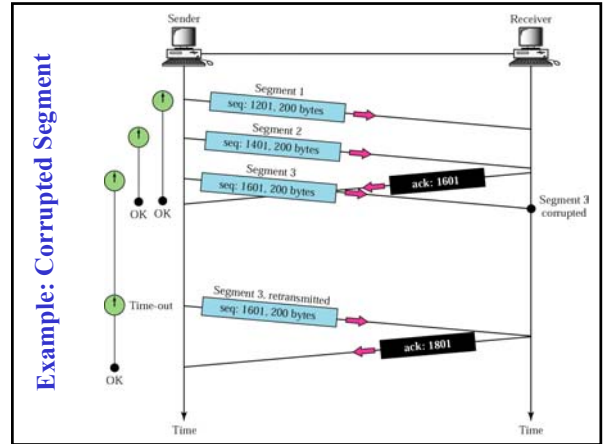 Example: Corrupted Segment
Sender
Receiver
Segment 1
seq: 1201, 200 bytes
Segment 2
seq: 1401, 200 bytes
Segment 3
seq: 1601, 200 bytes
ack: 1601
OK
OK
Segment 3
corrupted
Time-out
Segment 3, retransmitted
seq: 1601, 200 bytes
ack: 1801
OK
Time
Time